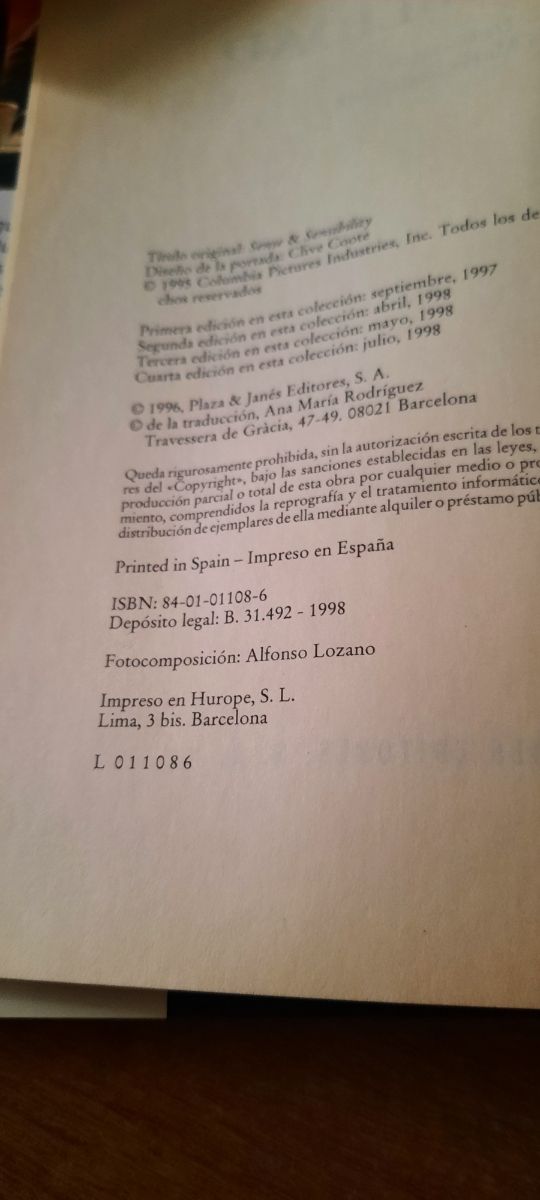 Título original: Sense & Sensibility
Diseño de la portada: Clive Coote
© 1995 Columbia Pictures Industries, Inc. Todos los de
chos reservados
Primera edición en esta colección: septiembre, 1997
Segunda edición en esta colección: abril, 1998
Tercera edición en esta colección: mayo, 1998
Cuarta edición en esta colección: julio, 1998
© 1996, Plaza & Janés Editores, S. A.
© de la traducción, Ana María Rodríguez
Travessera de Gràcia, 47-49. 08021 Barcelona
Queda rigurosamente prohibida, sin la autorización escrita de los t
res del «Copyright», bajo las sanciones establecidas en las leyes,
producción parcial o total de esta obra por cualquier medio o pro
miento, comprendidos la reprografía y el tratamiento informático
distribución de ejemplares de ella mediante alquiler o préstamo púb
Printed in Spain – Impreso en España
ISBN: 84-01-01108-6
Depósito legal: B. 31.492 - 1998
Fotocomposición: Alfonso Lozano
Impreso en Hurope, S. L.
Lima, 3 bis. Barcelona
L 011086